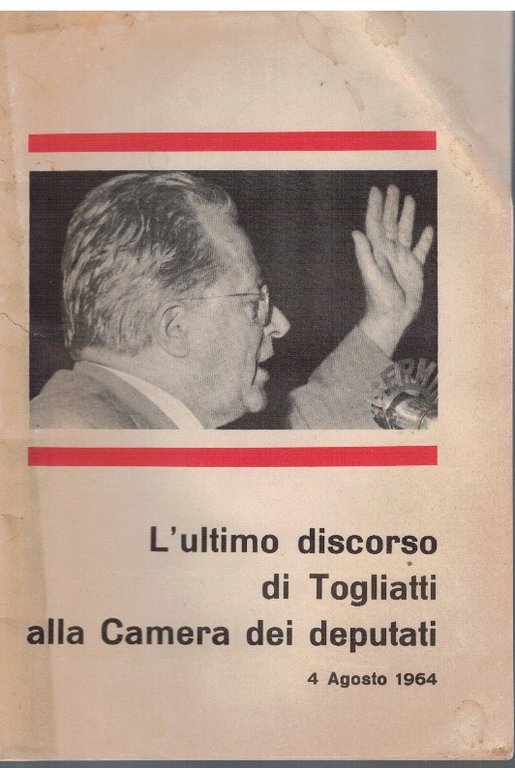 L'ultimo discorso
di Togliatti
alla Camera dei deputati
4 Agosto 1964